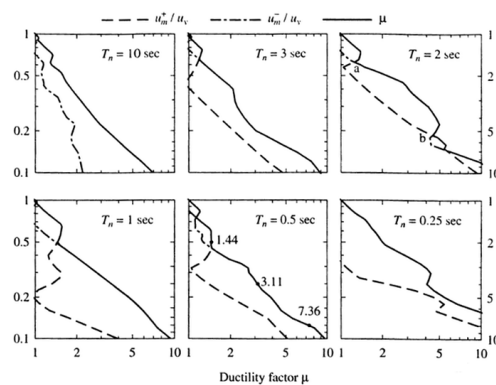 u_m^+ / u_y u_m^- / u_y μ
T_n = 10 sec T_n = 3 sec T_n = 2 sec
1 0.5 0.2 0.1
a
b
1 2 5 10
T_n = 1 sec T_n = 0.5 sec T_n = 0.25 sec
1 0.5 0.2 0.1
1.44
3.11
7.36
1 2 5 10
1 2 5 10 1 2 5 10 1 2 5 10
Ductility factor μ